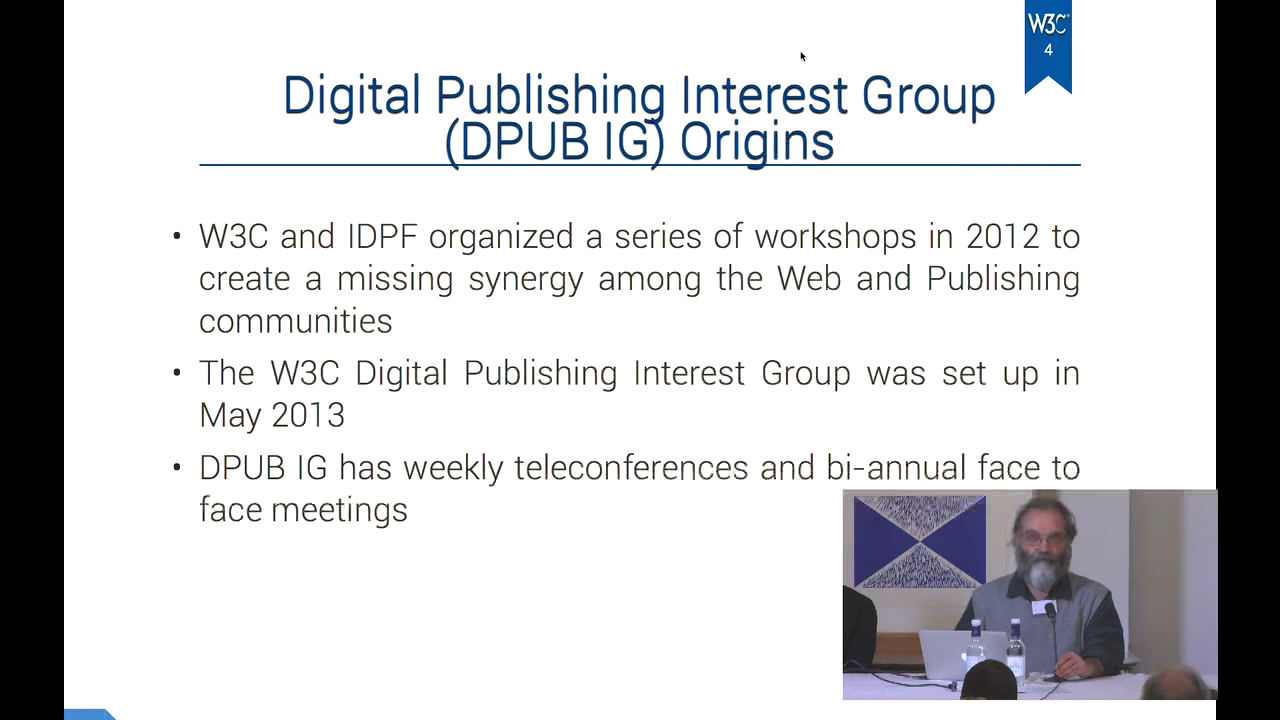 W3C®
4
Digital Publishing Interest Group
(DPUB IG) Origins
• W3C and IDPF organized a series of workshops in 2012 to
create a missing synergy among the Web and Publishing
communities
• The W3C Digital Publishing Interest Group was set up in
May 2013
• DPUB IG has weekly teleconferences and bi-annual face to
face meetings